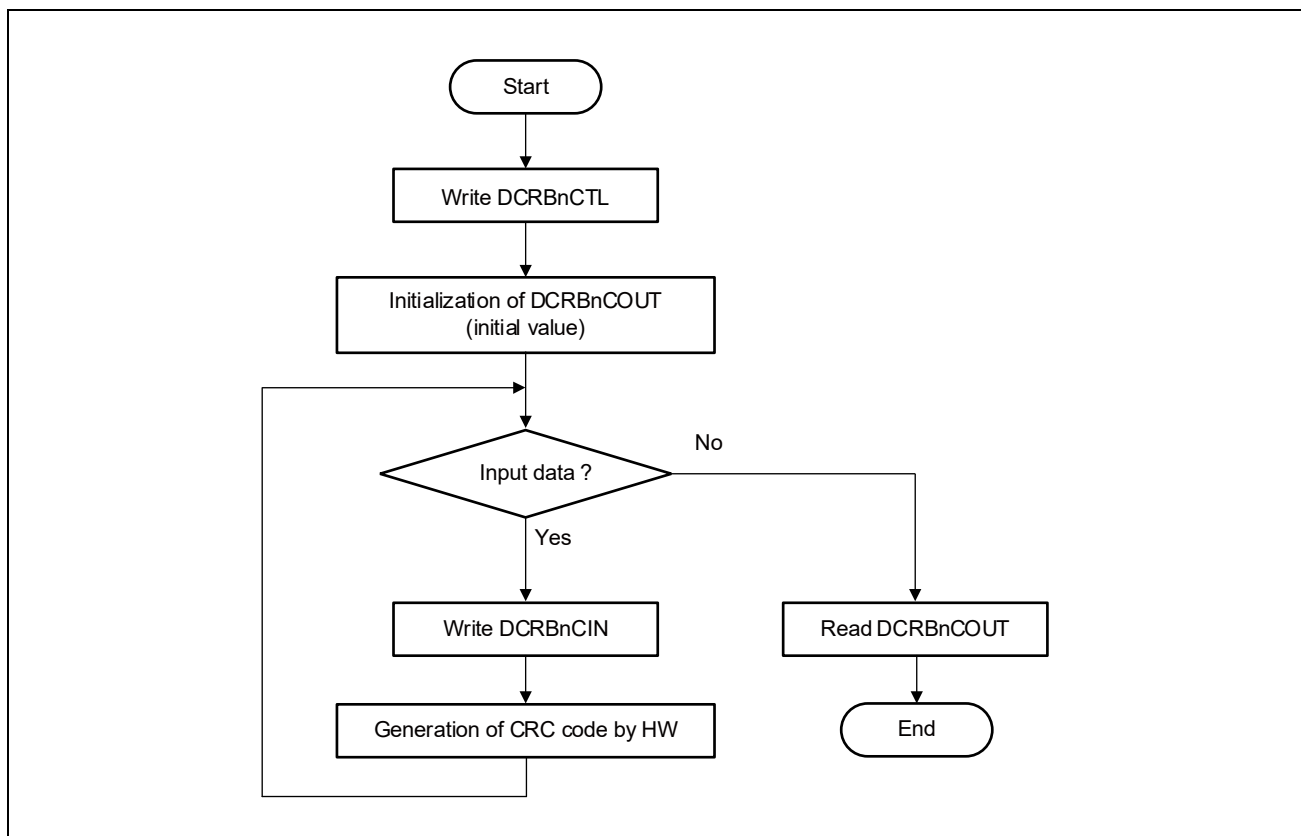 Start
Write DCRBnCTL
Initialization of DCRBnCOUT
(initial value)
Input data ?
No
Yes
Write DCRBnCIN
Read DCRBnCOUT
Generation of CRC code by HW
End